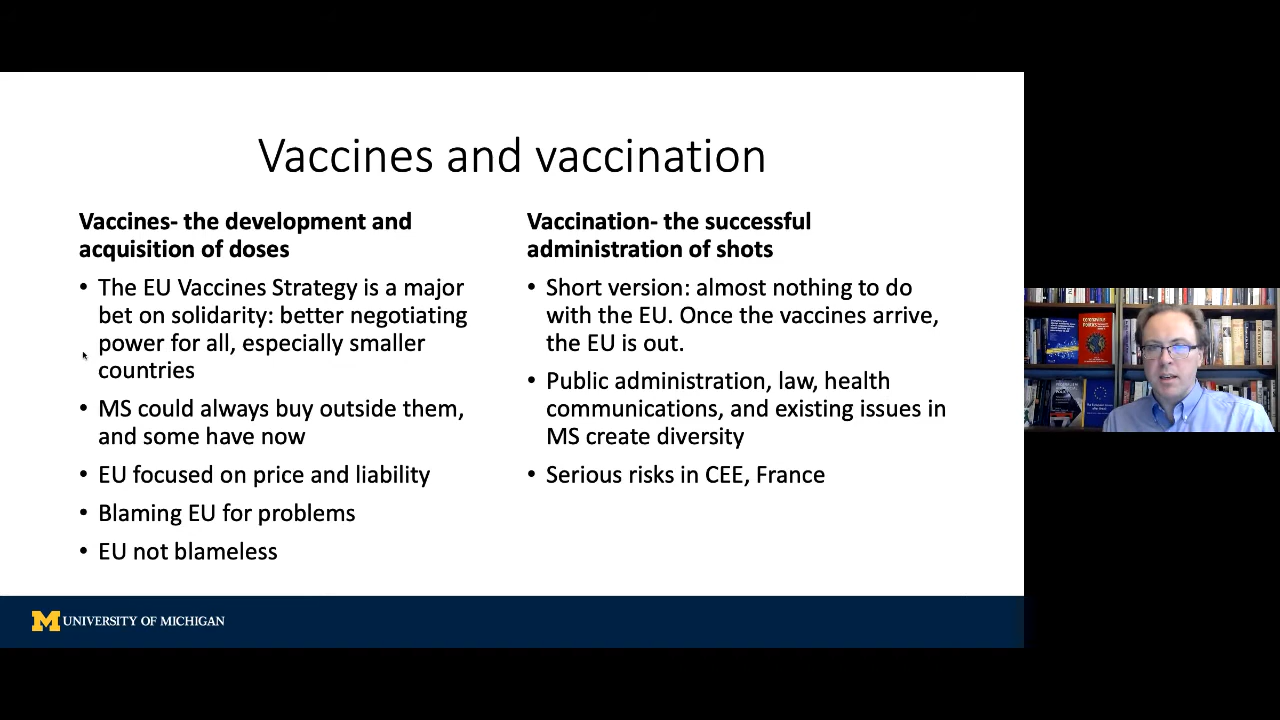 Vaccines and vaccination
Vaccines- the development and
acquisition of doses
• The EU Vaccines Strategy is a major
bet on solidarity: better negotiating
power for all, especially smaller
countries
• MS could always buy outside them,
and some have now
• EU focused on price and liability
• Blaming EU for problems
• EU not blameless
Vaccination- the successful
administration of shots
• Short version: almost nothing to do
with the EU. Once the vaccines arrive,
the EU is out.
• Public administration, law, health
communications, and existing issues in
MS create diversity
• Serious risks in CEE, France
M UNIVERSITY OF MICHIGAN